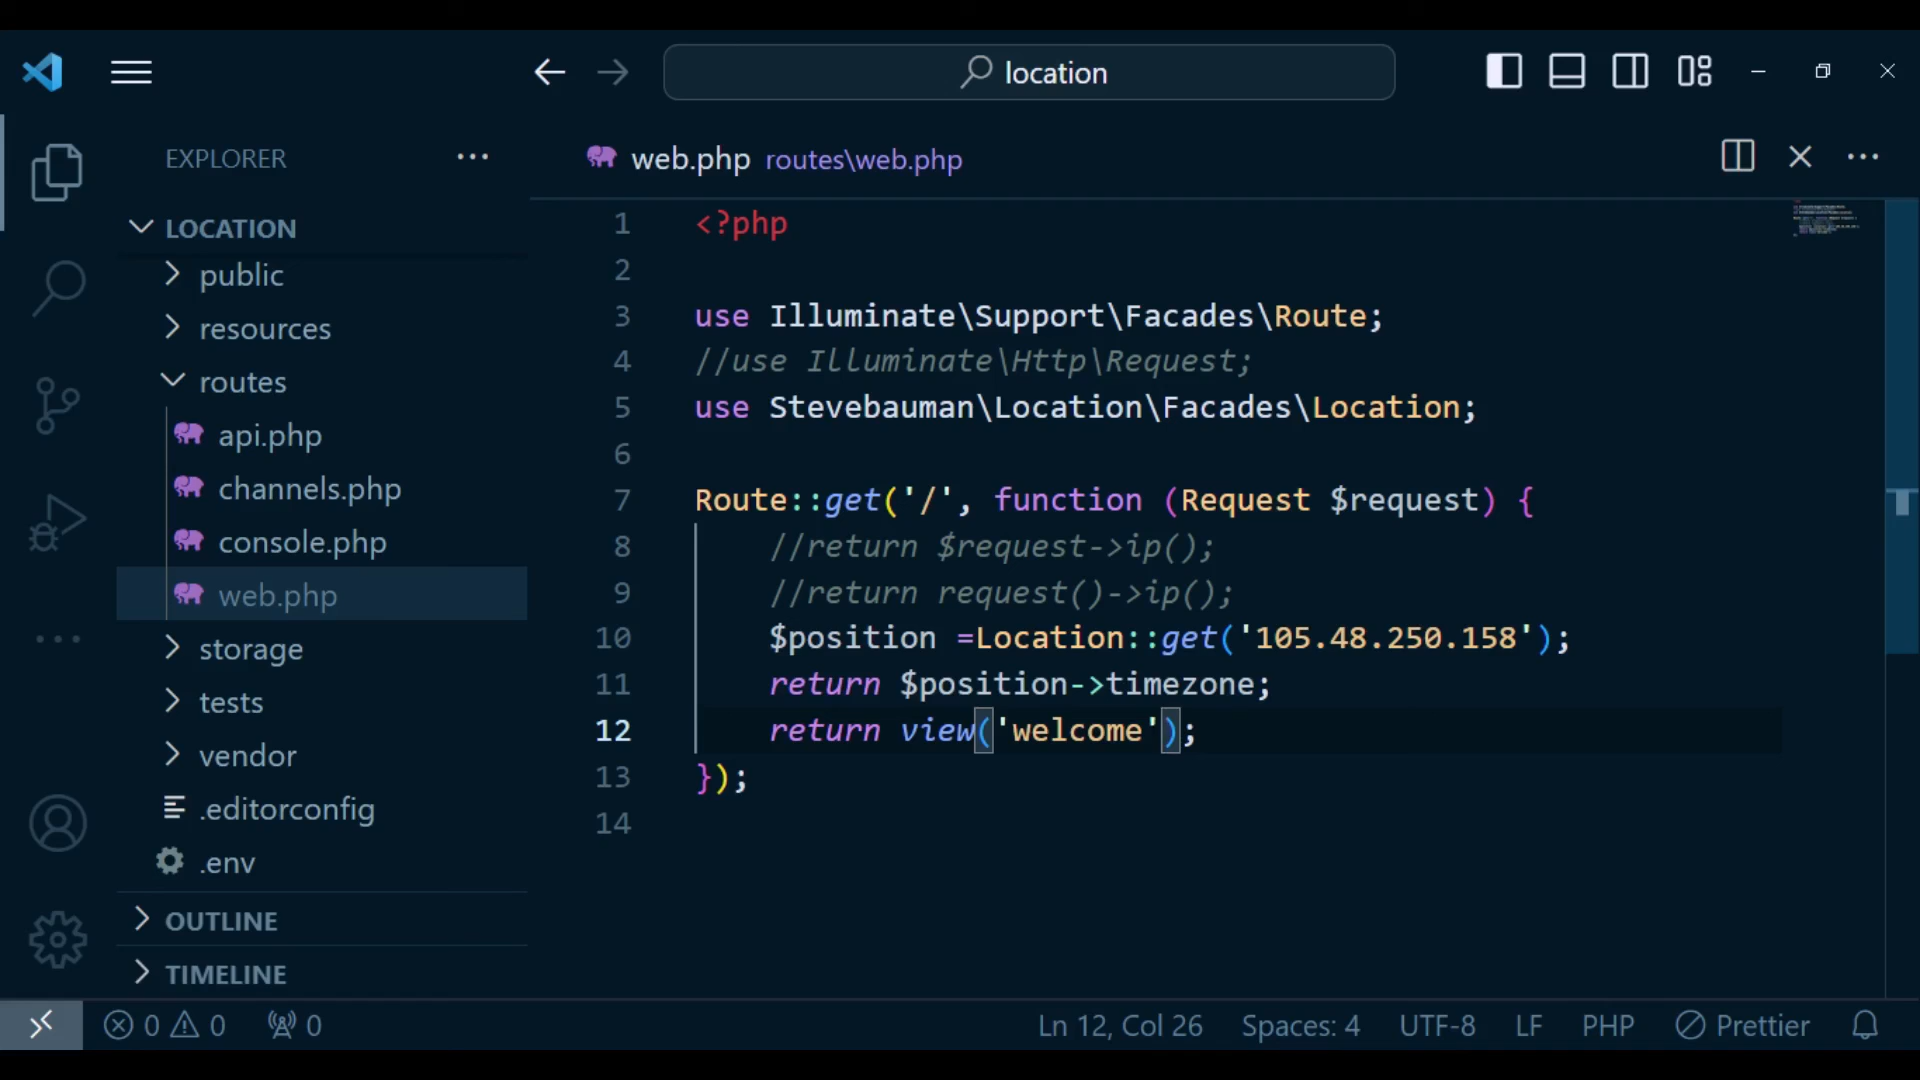 location
EXPLORER
web.php routes\web.php
LOCATION
public
resources
routes
api.php
channels.php
console.php
web.php
storage
tests
vendor
.editorconfig
.env
OUTLINE
TIMELINE
1 <?php
2
3 use Illuminate\Support\Facades\Route;
4 //use Illuminate\Http\Request;
5 use Stevebauman\Location\Facades\Location;
6
7 Route::get('/', function (Request $request) {
8 //return $request->ip();
9 //return request()->ip();
10 $position =Location::get('105.48.250.158');
11 return $position->timezone;
12 return view('welcome');
13 });
14
0 0 0 Ln 12, Col 26 Spaces: 4 UTF-8 LF PHP Prettier